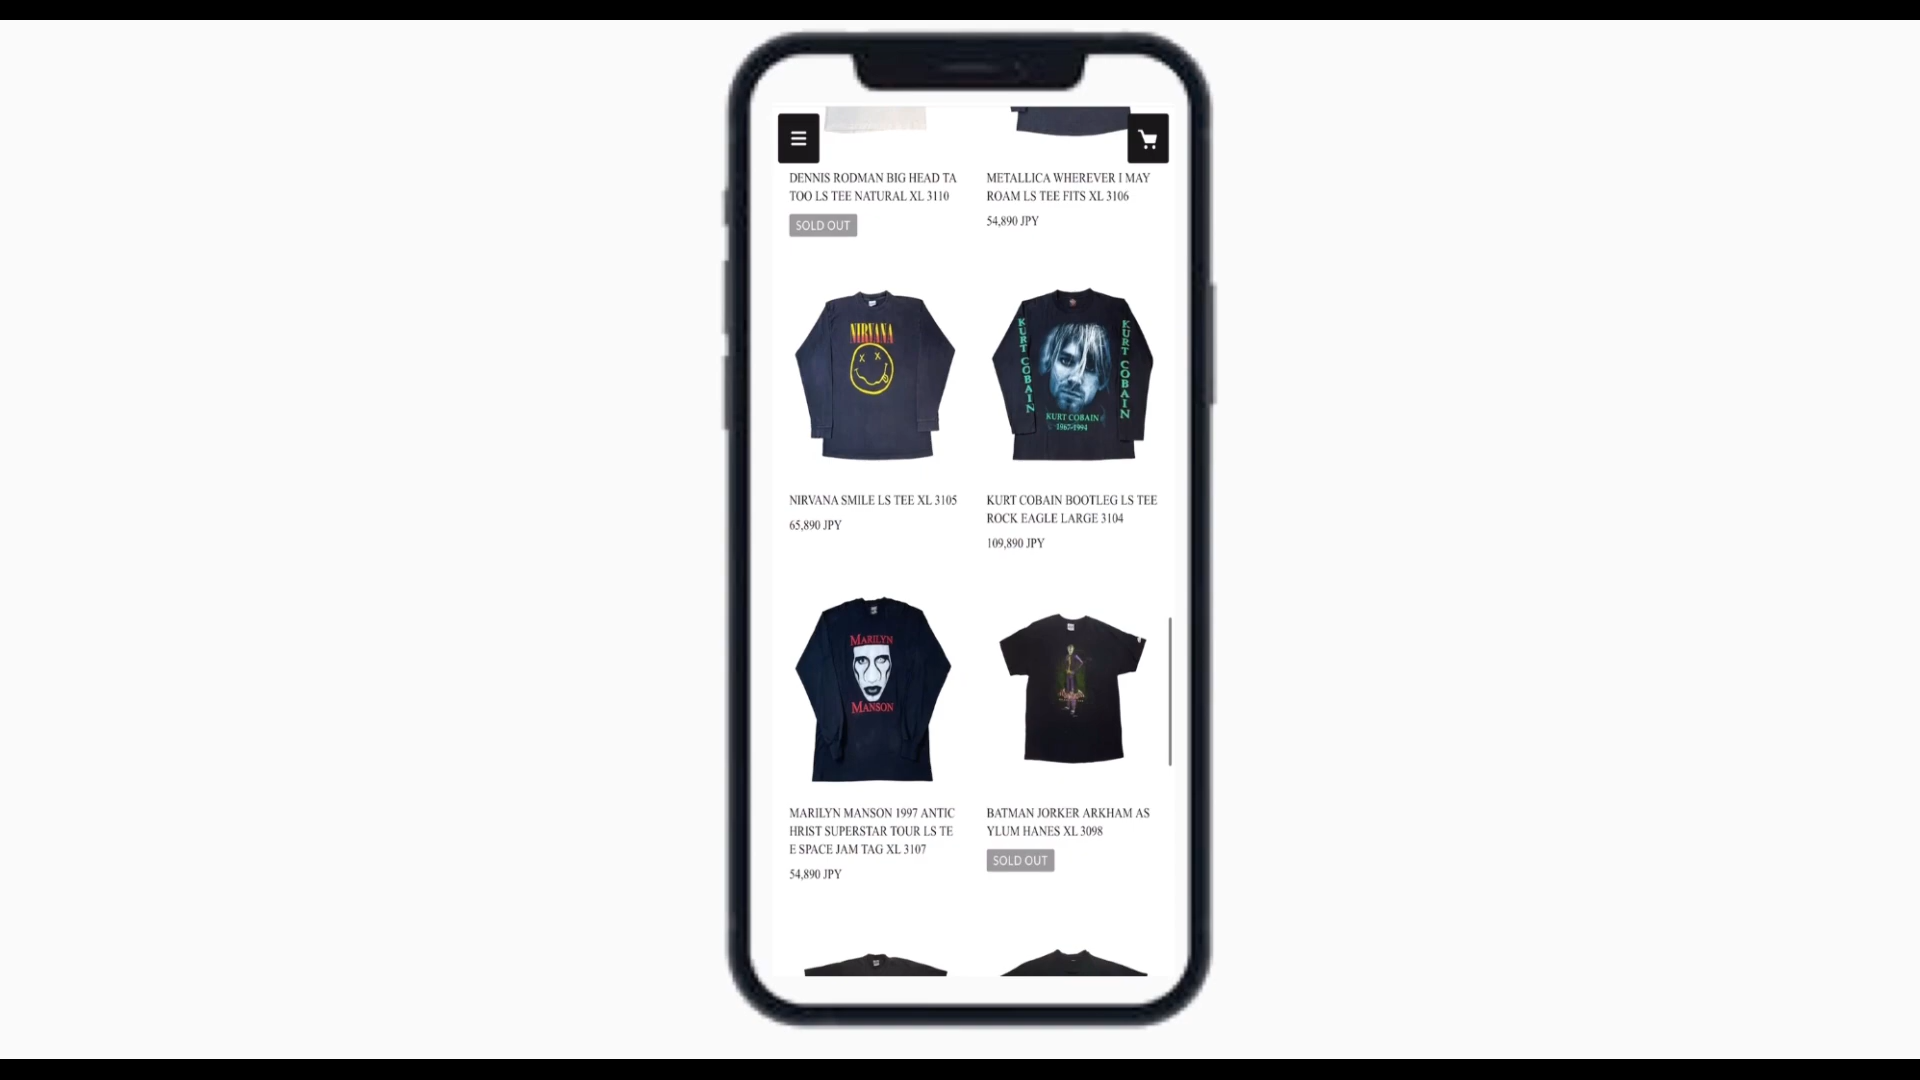 DENNIS RODMAN BIG HEAD TA
TOO LS TEE NATURAL XL 3110
SOLD OUT
METALLICA WHEREVER I MAY
ROAM LS TEE FITS XL 3106
54,890 JPY
NIRVANA
KURT COBAIN
KURT COBAIN
KURT COBAIN
1967-1994
NIRVANA SMILE LS TEE XL 3105
65,890 JPY
KURT COBAIN BOOTLEG LS TEE
ROCK EAGLE LARGE 3104
109,890 JPY
MARILYN
MANSON
MARILYN MANSON 1997 ANTIC
HRIST SUPERSTAR TOUR LS TE
E SPACE JAM TAG XL 3107
54,890 JPY
BATMAN JORKER ARKHAM AS
YLUM HANES XL 3098
SOLD OUT